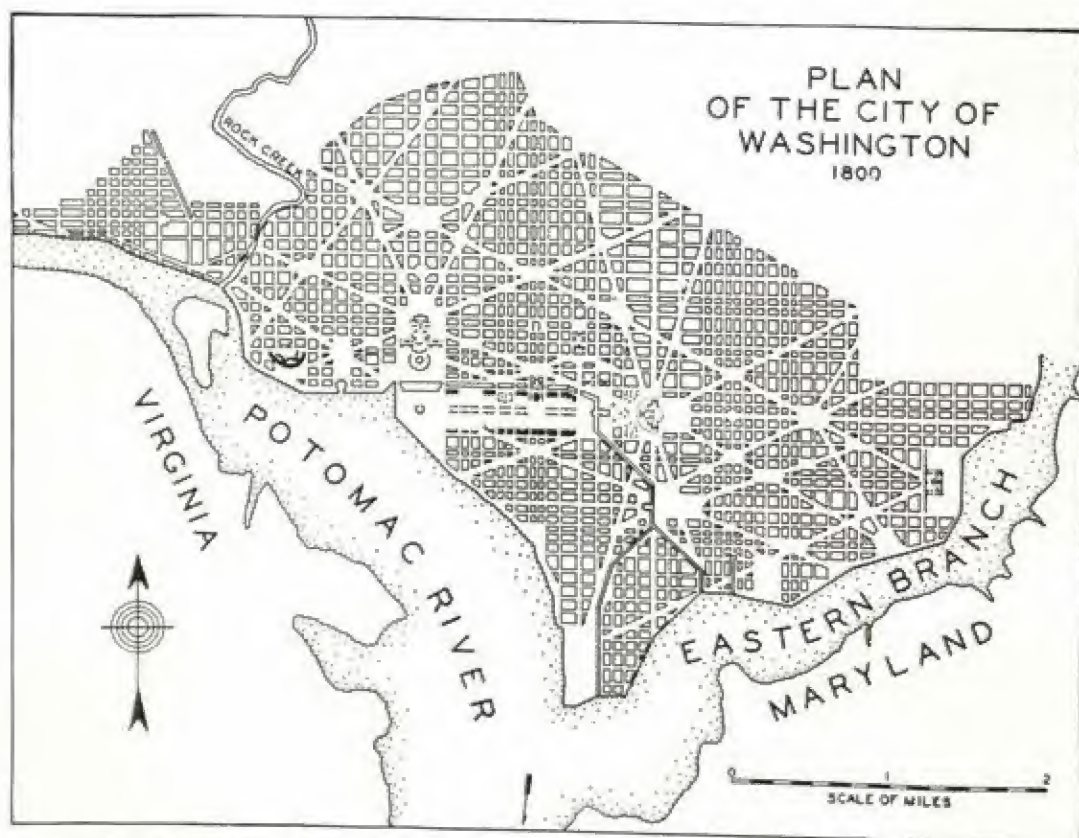 PLAN
OF THE CITY OF
WASHINGTON
1800
ROCK CREEK
VIRGINIA
POTOMAC RIVER
EASTERN BRANCH
MARYLAND
0 1 2
SCALE OF MILES